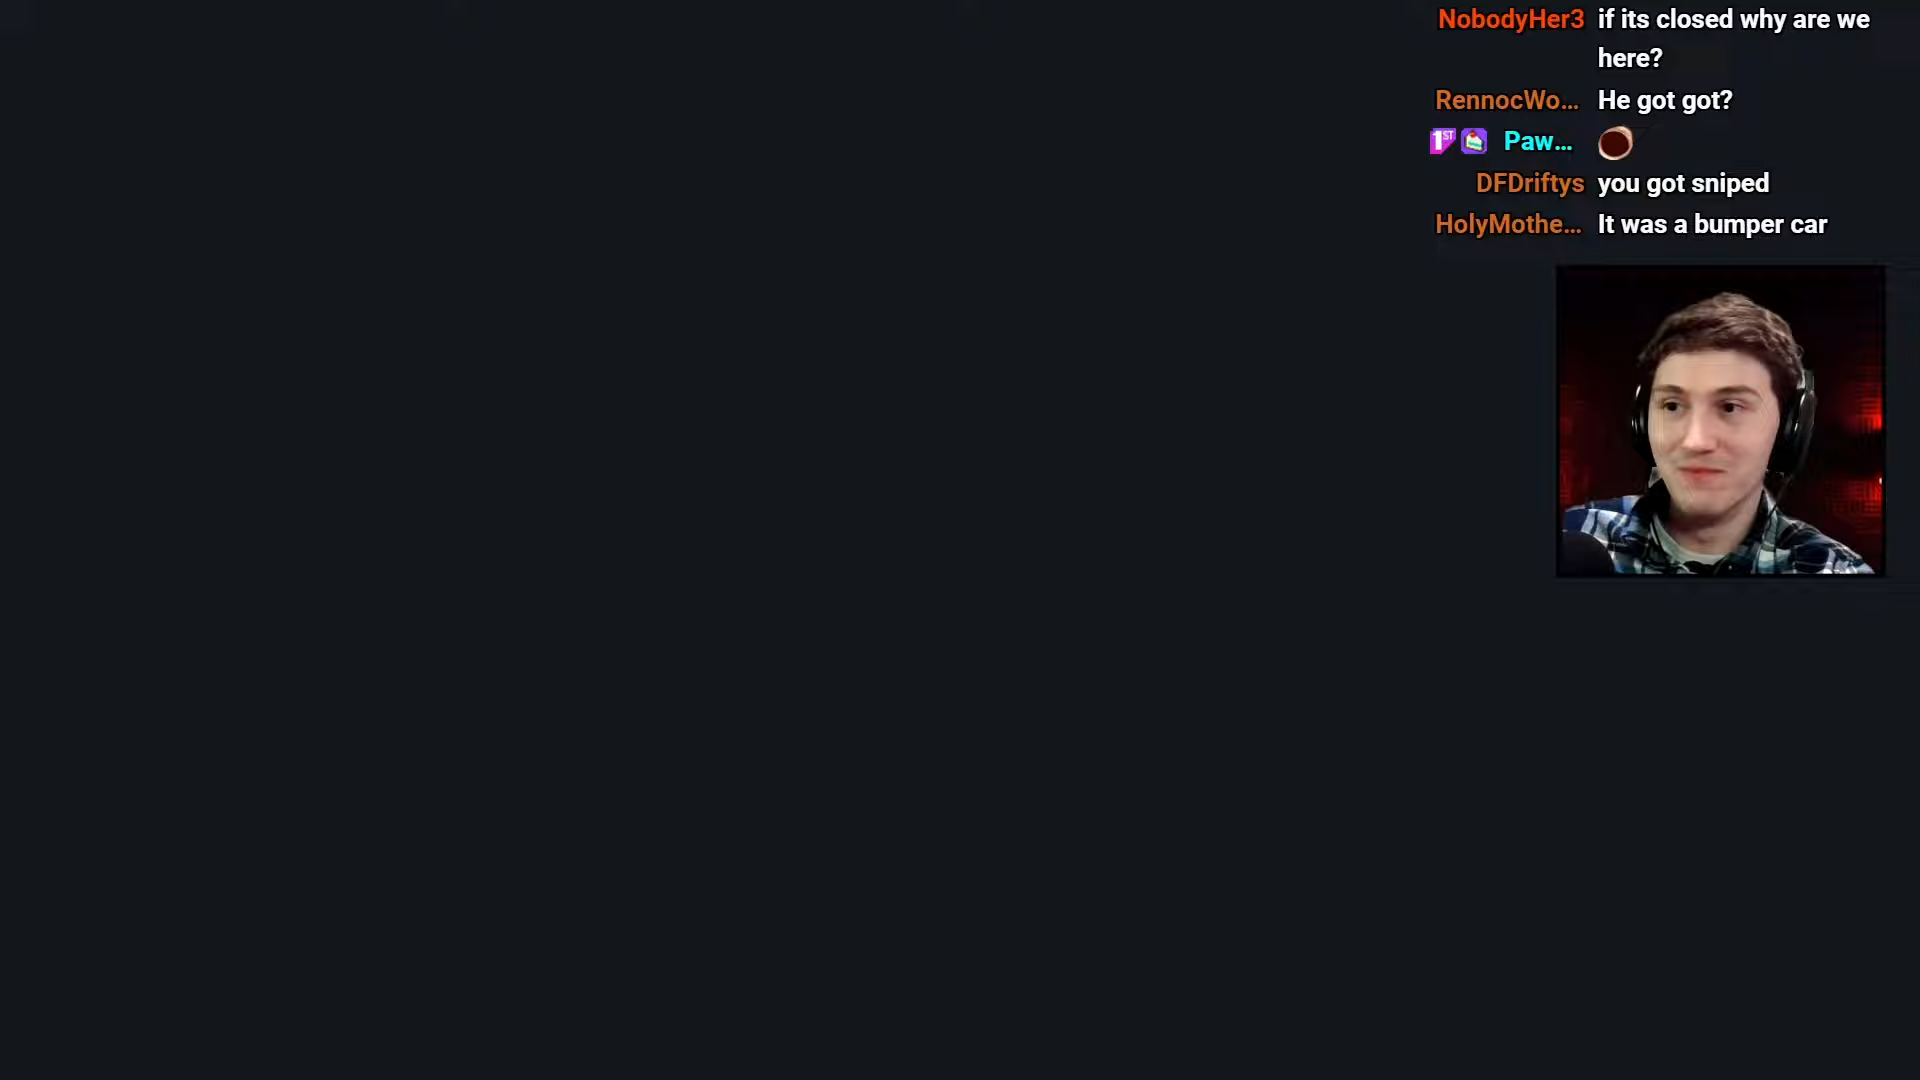 NobodyHer3 if its closed why are we
here?
RennocWo... He got got?
1ST Paw...
DFDriftys you got sniped
HolyMothe... It was a bumper car